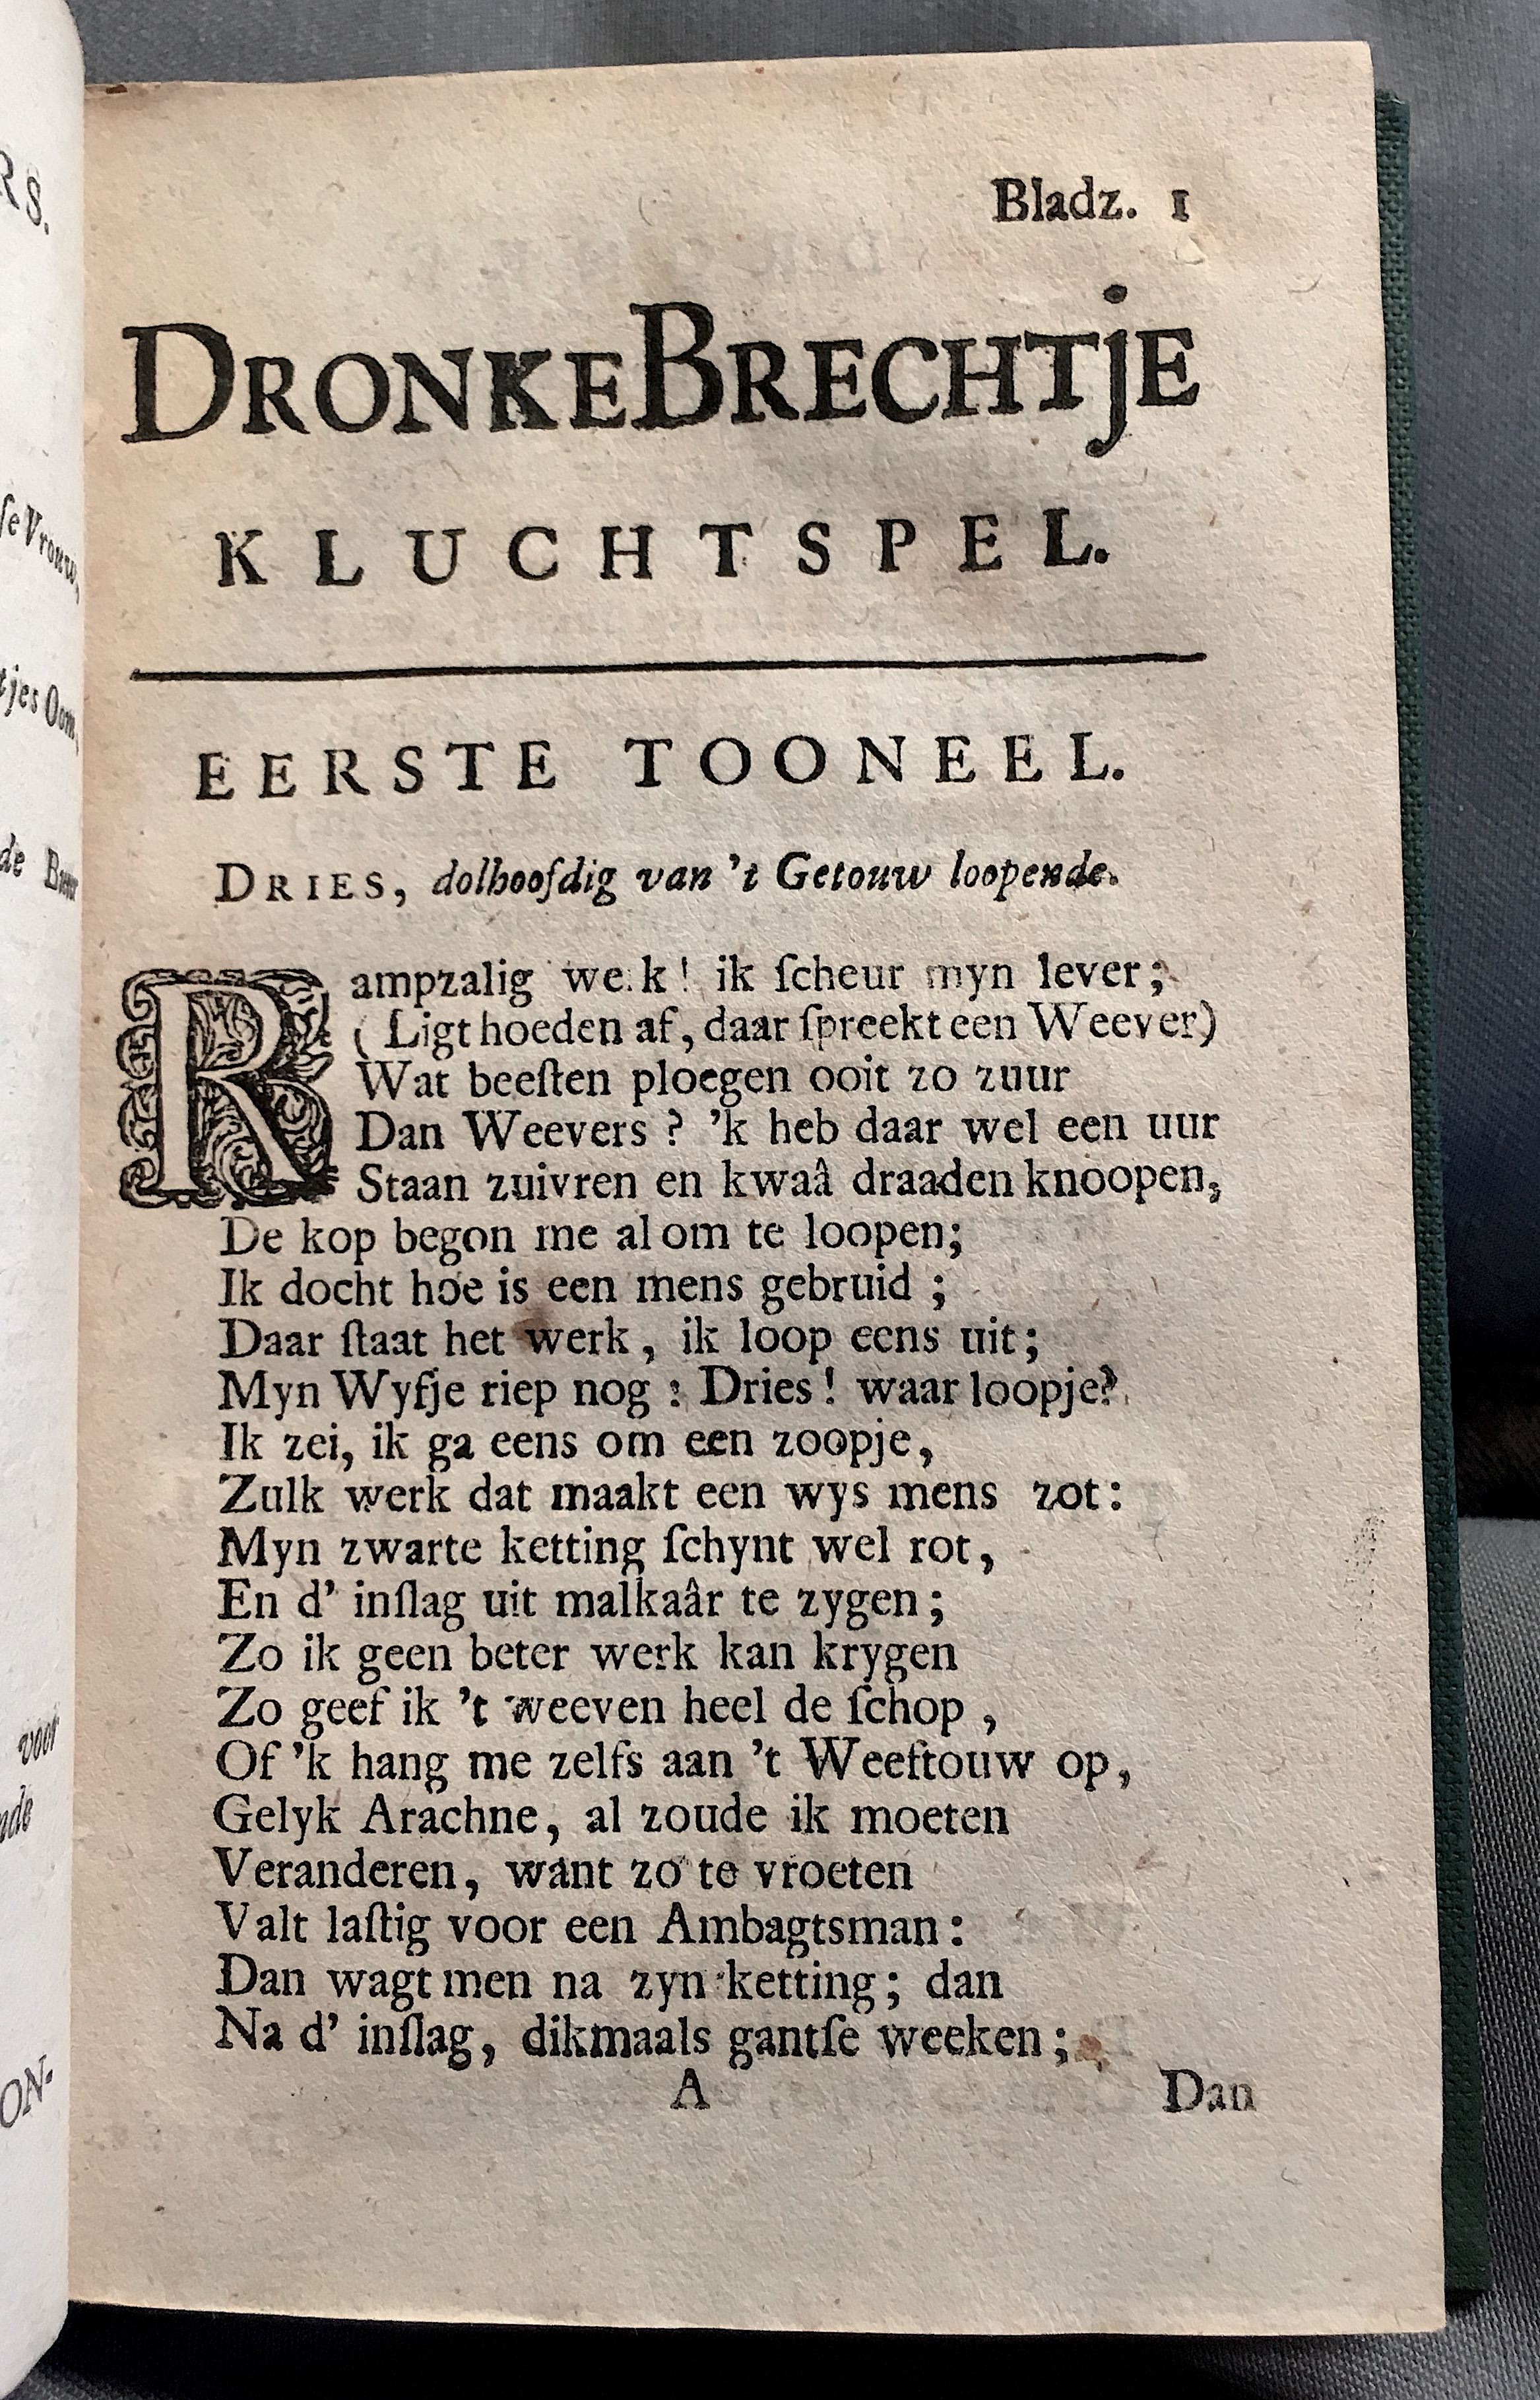 Bladz. 1
DRONKEBRECHTjE
KLUCHTSPEL.
EERSTE TOONEEL.
DRIES, dolhoofdig van 't Getouw loopende.
Rampzalig we.k! ik ſcheur myn lever;
( Ligt hoeden af, daar ſpreekt een Weever)
Wat beeſten ploegen ooit zo zuur
Dan Weevers? 'k heb daar wel een uur
Staan zuivren en kwaâ draaden knoopen,
De kop begon me al om te loopen;
Ik docht hoe is een mens gebruid;
Daar ſtaat het werk, ik loop eens uit;
Myn Wyfje riep nog: Dries! waar loopje?
Ik zei, ik ga eens om een zoopje,
Zulk werk dat maakt een wys mens zot:
Myn zwarte ketting ſchynt wel rot,
En d' inſlag uit malkaâr te zygen;
Zo ik geen beter werk kan krygen
Zo geef ik 't weeven heel de ſchop,
Of 'k hang me zelfs aan 't Weeftouw op,
Gelyk Arachne, al zoude ik moeten
Veranderen, want zo te vroeten
Valt laſtig voor een Ambagtsman:
Dan wagt men na zyn ketting; dan
Na d' inſlag, dikmaals gantſe weeken;
A
Dan
RS.
ſe Vrouw,
tjes Oom,
de
voor
ON-